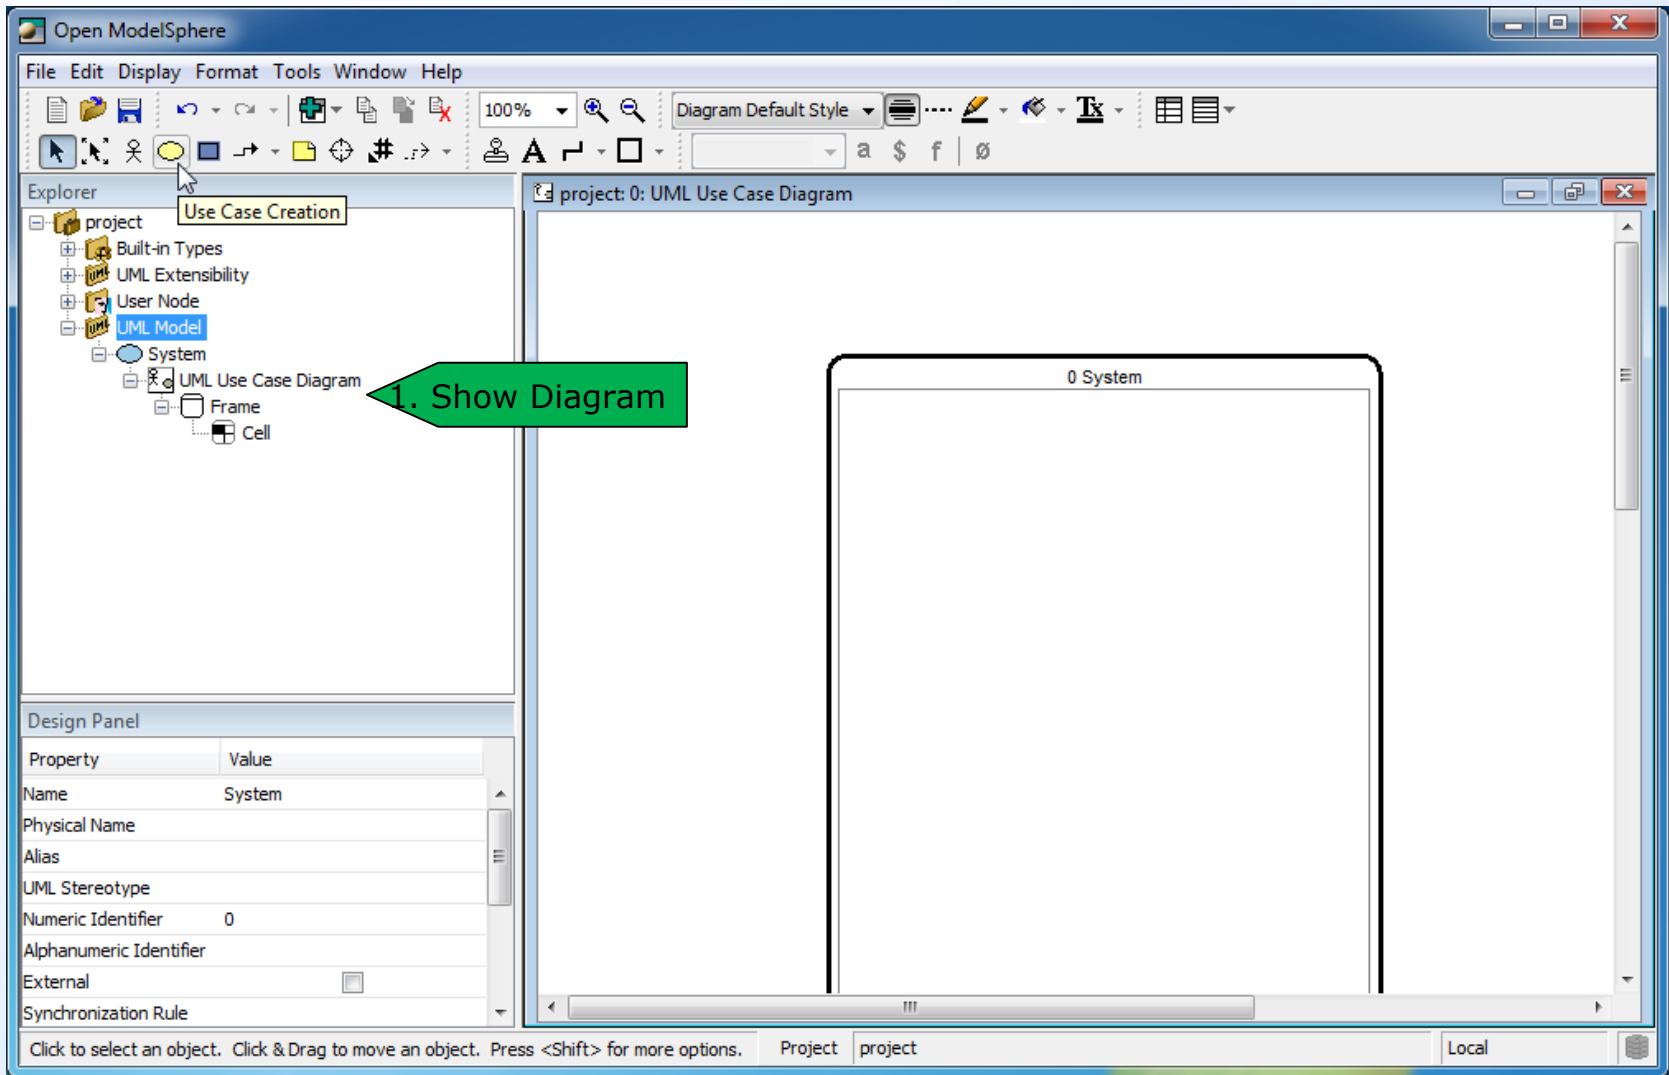 Open ModelSphere
File Edit Display Format Tools Window Help
100% Diagram Default Style Tx
A a $ f ø
Explorer
Use Case Creation
project
Built-in Types
UML Extensibility
User Node
UML Model
System
UML Use Case Diagram
Frame
Cell
1. Show Diagram
project: 0: UML Use Case Diagram
0 System
Design Panel
Property Value
Name System
Physical Name
Alias
UML Stereotype
Numeric Identifier 0
Alphanumeric Identifier
External
Synchronization Rule
Click to select an object. Click & Drag to move an object. Press <Shift> for more options. Project project Local